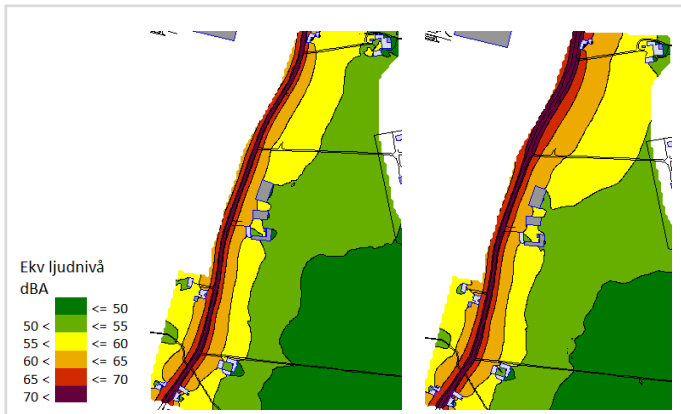 Ekv ljudnivå
dBA
<= 50
50 < <= 55
55 < <= 60
60 < <= 65
65 < <= 70
70 <